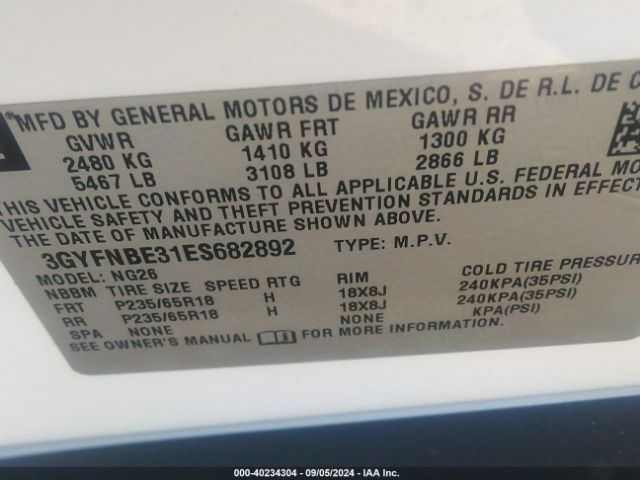 MFD BY GENERAL MOTORS DE MEXICO, S. DE R.L. DE C
GVWR GAWR FRT GAWR RR
2480 KG 1410 KG 1300 KG
5467 LB 3108 LB 2866 LB
THIS VEHICLE CONFORMS TO ALL APPLICABLE U.S. FEDERAL MO
VEHICLE SAFETY AND THEFT PREVENTION STANDARDS IN EFFECT
THE DATE OF MANUFACTURE SHOWN ABOVE.
3GYFNBE31ES682892 TYPE: M.P.V.
MODEL: NG26
NBBM TIRE SIZE SPEED RTG RIM COLD TIRE PRESSUR
FRT P235/65R18 H 18X8J 240KPA(35PSI)
RR P235/65R18 H 18X8J 240KPA(35PSI)
SPA NONE NONE KPA(PSI)
SEE OWNER'S MANUAL FOR MORE INFORMATION.
000-40234304 - 09/05/2024 - IAA Inc.